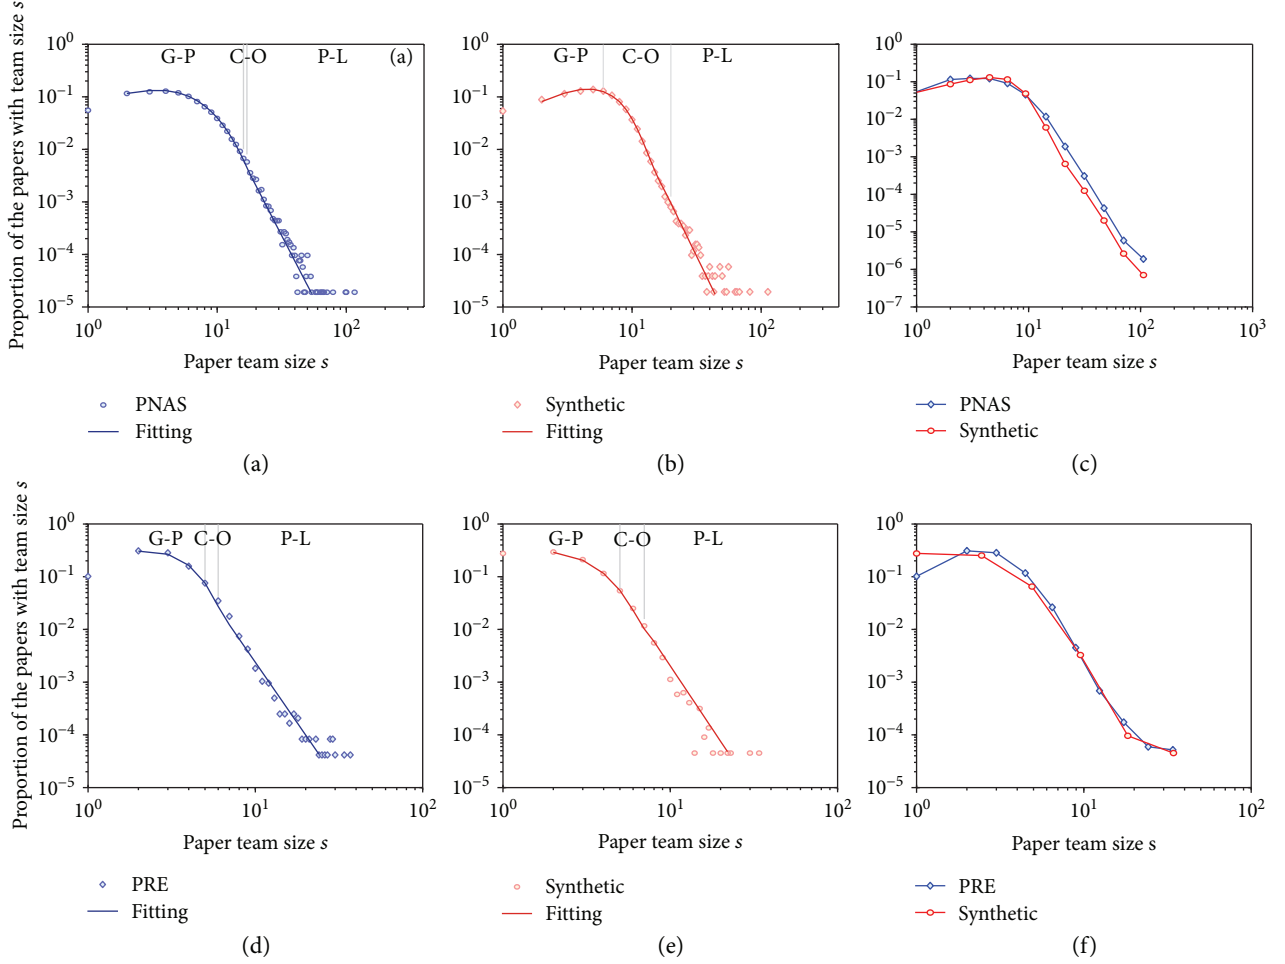 Proportion of the papers with team size s
10^0
10^-1
10^-2
10^-3
10^-4
10^-5
G-P
C-O
P-L
(a)
10^0
10^1
10^2
Paper team size s
PNAS
Fitting
(a)
10^0
10^-1
10^-2
10^-3
10^-4
10^-5
G-P
C-O
P-L
10^0
10^1
10^2
Paper team size s
Synthetic
Fitting
(b)
10^0
10^-1
10^-2
10^-3
10^-4
10^-5
10^-6
10^-7
10^0
10^1
10^2
10^3
Paper team size s
PNAS
Synthetic
(c)
Proportion of the papers with team size s
10^0
10^-1
10^-2
10^-3
10^-4
10^-5
G-P
C-O
P-L
10^0
10^1
10^2
Paper team size s
PRE
Fitting
(d)
10^0
10^-1
10^-2
10^-3
10^-4
10^-5
G-P
C-O
P-L
10^0
10^1
10^2
Paper team size s
Synthetic
Fitting
(e)
10^0
10^-1
10^-2
10^-3
10^-4
10^-5
10^0
10^1
10^2
Paper team size s
PRE
Synthetic
(f)